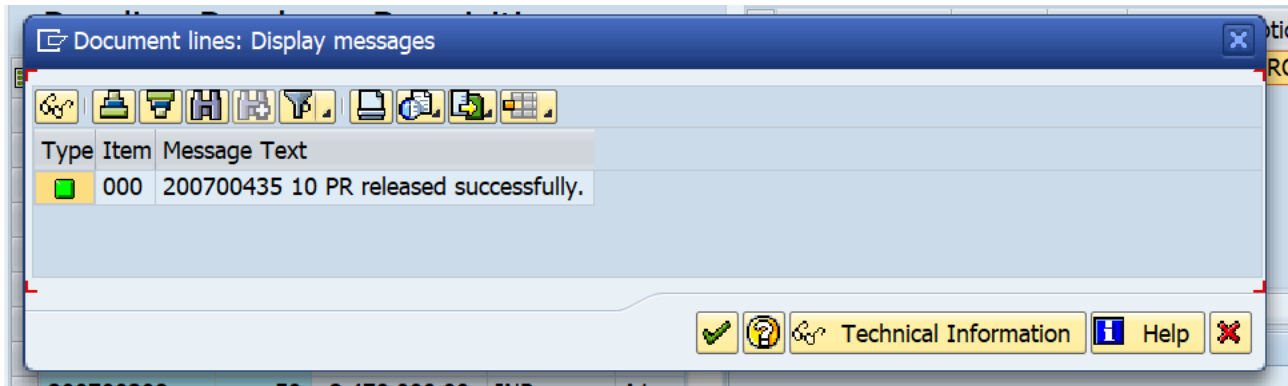 Document lines: Display messages
Type Item Message Text
000 200700435 10 PR released successfully.
Technical Information Help